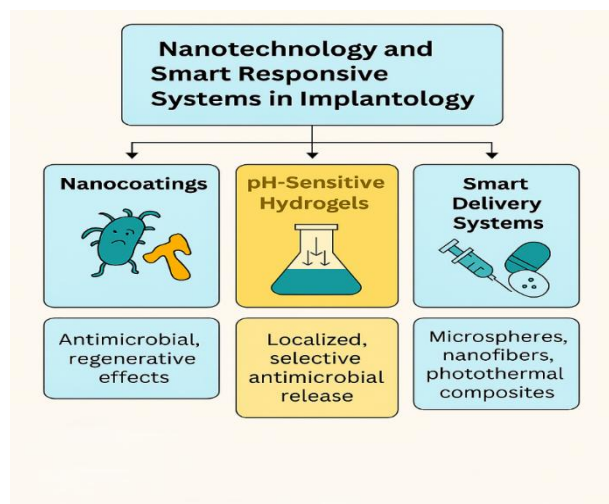 Nanotechnology and
Smart Responsive
Systems in Implantology
Nanocoatings
pH-Sensitive
Hydrogels
Smart
Delivery
Systems
Antimicrobial,
regenerative
effects
Localized,
selective
antimicrobial
release
Microspheres,
nanofibers,
photothermal
composites